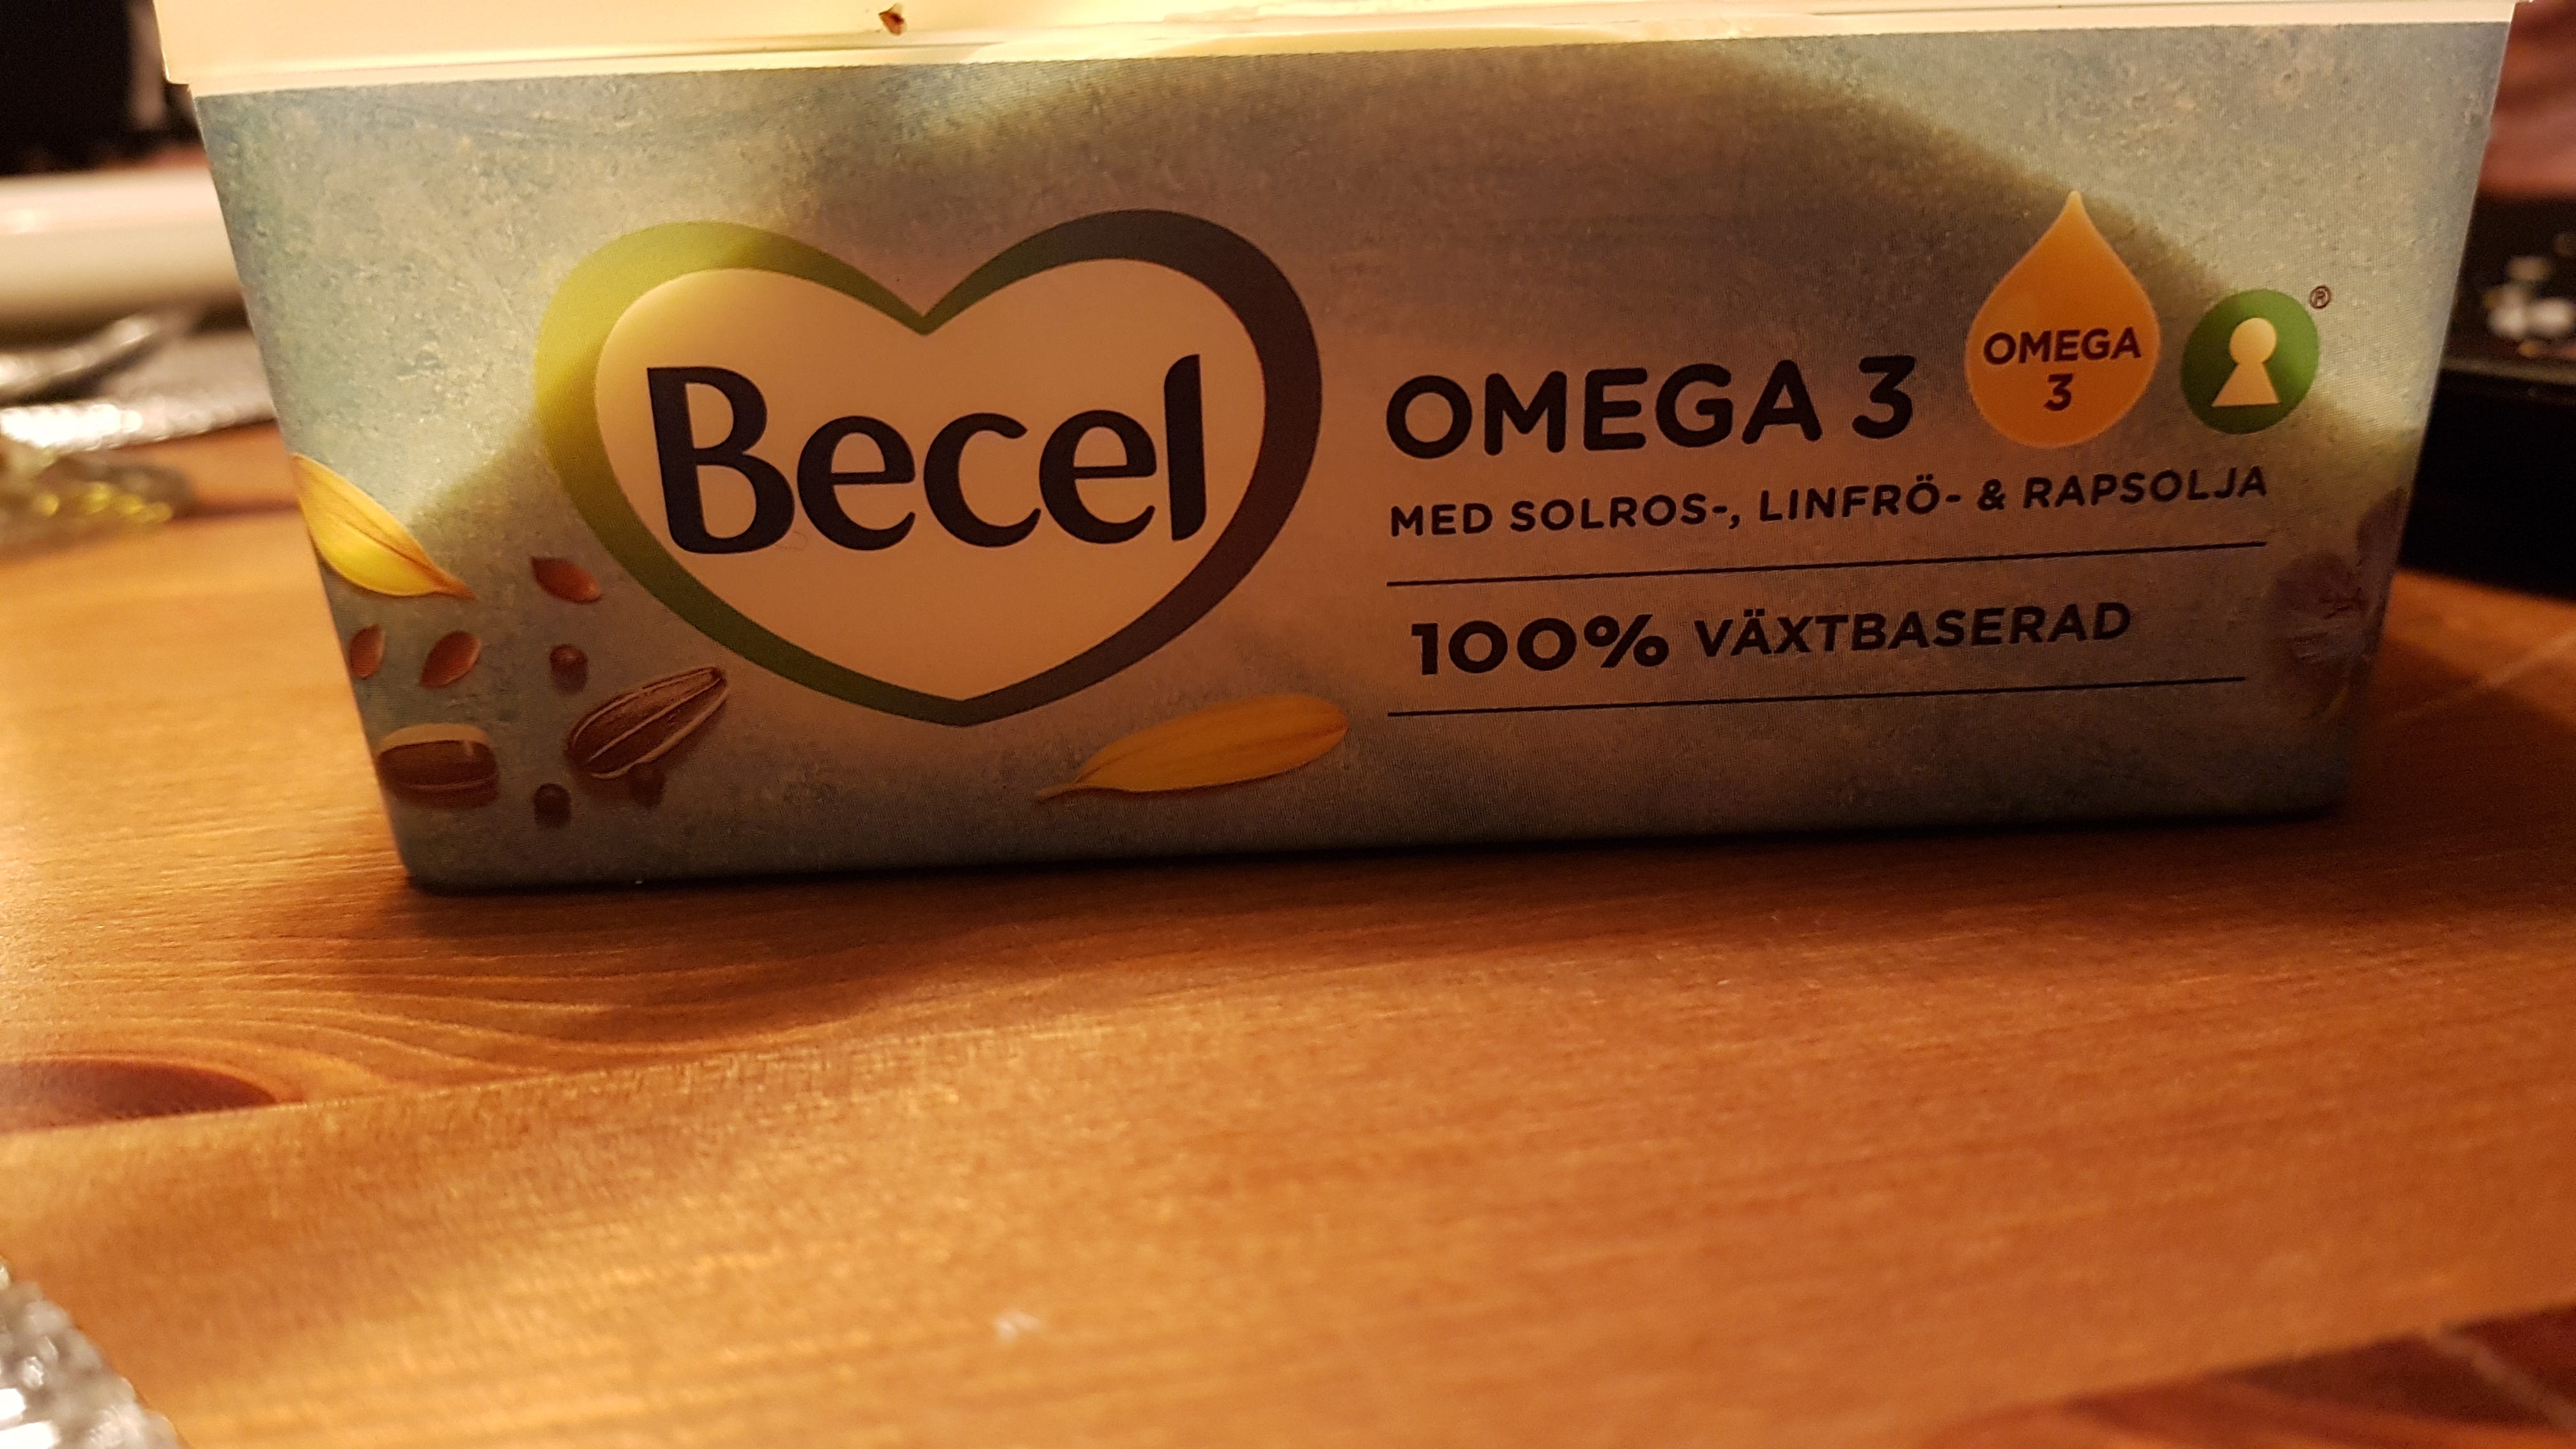 Becel
OMEGA 3
OMEGA
3
®
MED SOLROS-, LINFRÖ- & RAPSOLJA
100% VÄXTBASERAD